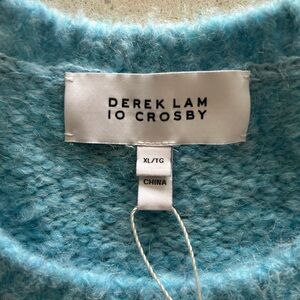 DEREK LAM
10 CROSBY
XL/TG
CHINA